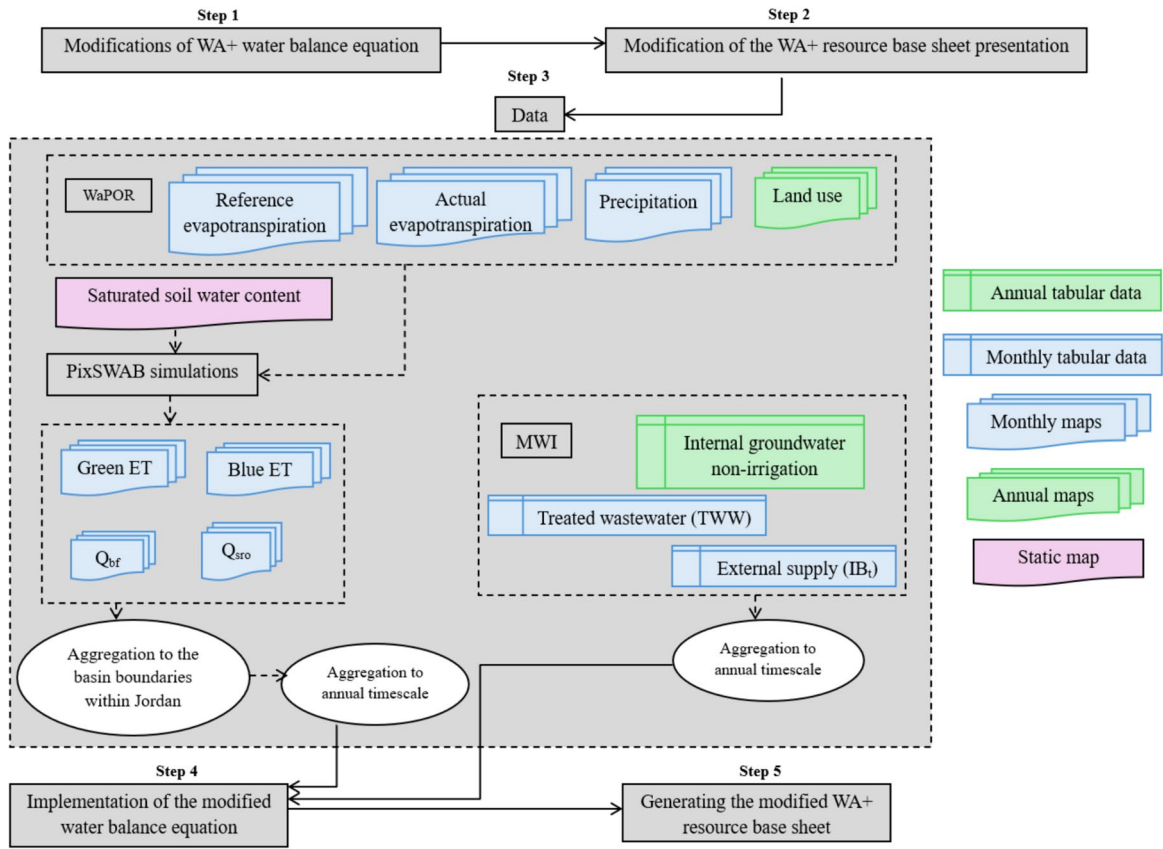 Step 1
Modifications of WA+ water balance equation
Step 2
Modification of the WA+ resource base sheet presentation
Step 3
Data
WaPOR
Reference
evapotranspiration
Actual
evapotranspiration
Precipitation
Land use
Saturated soil water content
PixSWAB simulations
Green ET
Blue ET
Qbf
Qsro
MWI
Internal groundwater
non-irrigation
Treated wastewater (TWW)
External supply (IBt)
Aggregation to the
basin boundaries
within Jordan
Aggregation to
annual timescale
Aggregation to
annual timescale
Annual tabular data
Monthly tabular data
Monthly maps
Annual maps
Static map
Step 4
Implementation of the modified
water balance equation
Step 5
Generating the modified WA+
resource base sheet